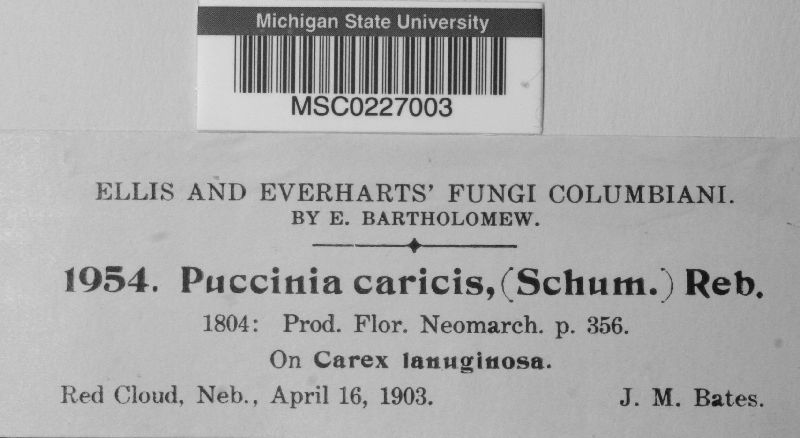 Michigan State University
MSC0227003
ELLIS AND EVERHARTS' FUNGI COLUMBIANI.
BY E. BARTHOLOMEW.
1954. Puccinia caricis, (Schum.) Reb.
1804: Prod. Flor. Neomarch. p. 356.
On Carex lanuginosa.
Red Cloud, Neb., April 16, 1903. J. M. Bates.